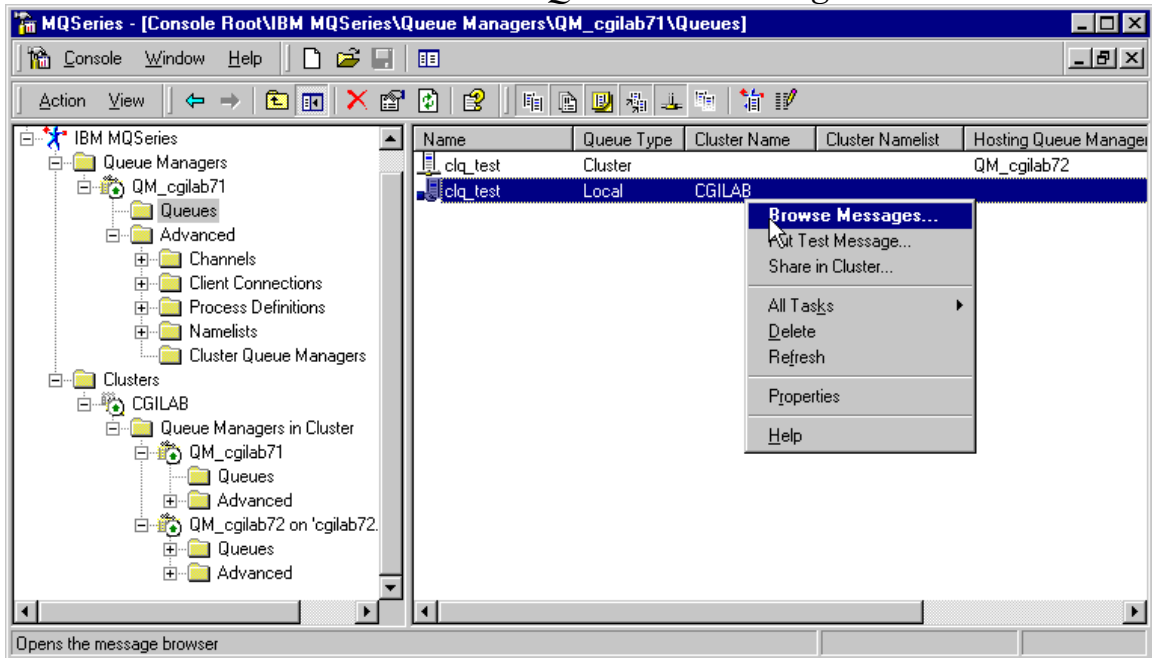 MQSeries - [Console Root\IBM MQSeries\Queue Managers\QM_cgilab71\Queues]
Console Window Help
Action View
IBM MQSeries
Queue Managers
QM_cgilab71
Queues
Advanced
Channels
Client Connections
Process Definitions
Namelists
Cluster Queue Managers
Clusters
CGILAB
Queue Managers in Cluster
QM_cgilab71
Queues
Advanced
QM_cgilab72 on 'cgilab72.
Queues
Advanced
Name Queue Type Cluster Name Cluster Namelist Hosting Queue Manager
clq_test Cluster QM_cgilab72
clq_test Local CGILAB
Browse Messages...
Put Test Message...
Share in Cluster...
All Tasks
Delete
Refresh
Properties
Help
Opens the message browser